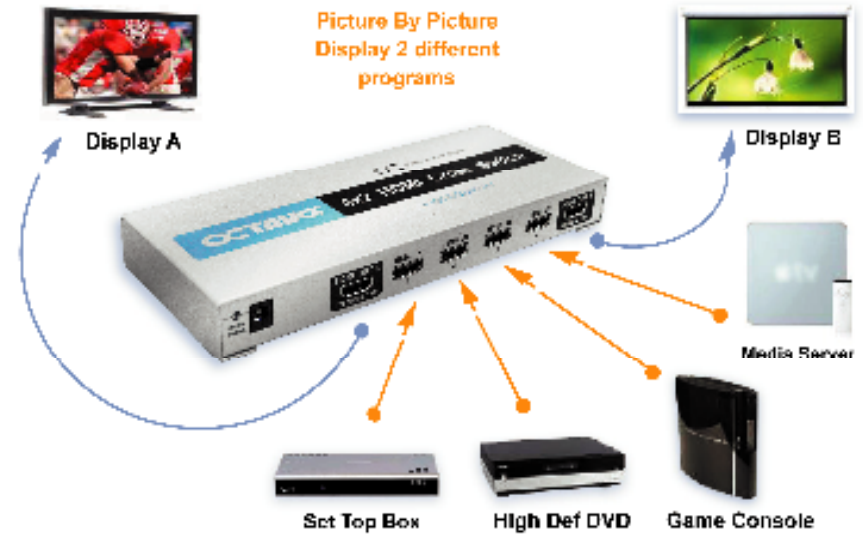 Picture By Picture
Display 2 different
programs
Display A
Display B
OCTAVA
tv
Media Server
Set Top Box
High Def DVD
Game Console